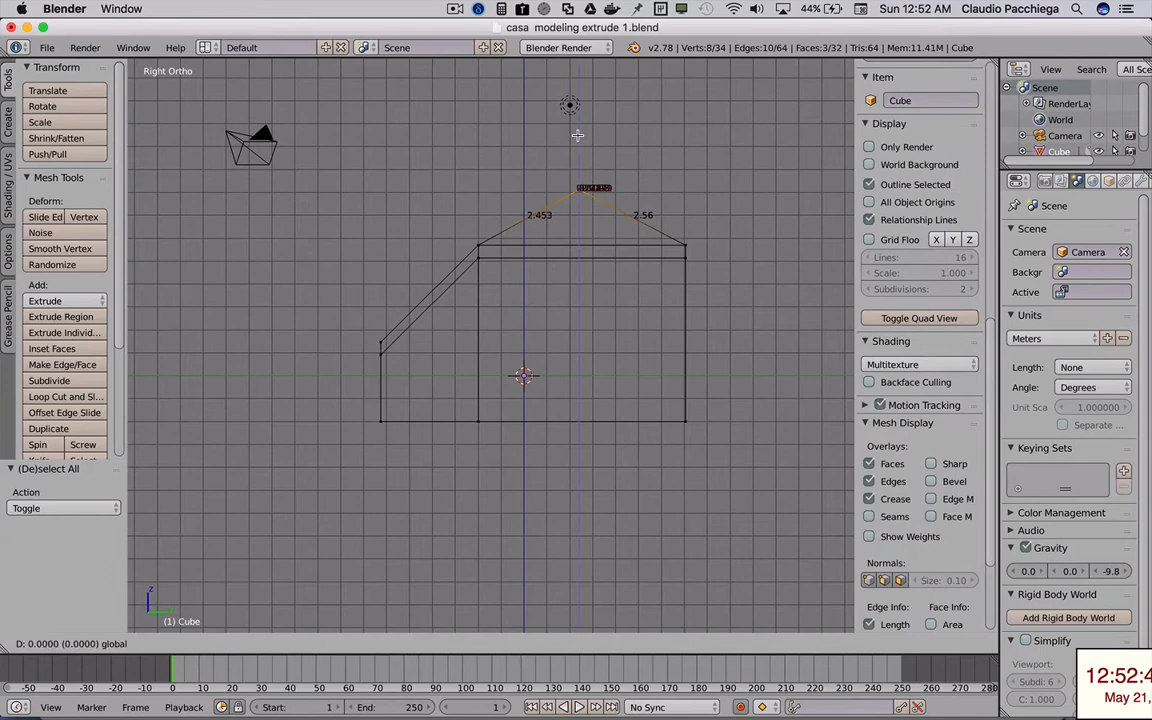 Blender Window 44% Sun 12:52 AM Claudio Pacchiega
casa modeling extrude 1.blend
File Render Window Help Default Scene Blender Render v2.78 | Verts:8/34 | Edges:10/64 | Faces:3/32 | Tris:64 | Mem:11.41M | Cube
View Search All Sce
Tools
Create
Shading / UVs
Options
Grease Pencil
Transform
Translate
Rotate
Scale
Shrink/Fatten
Push/Pull
Mesh Tools
Deform:
Slide Ed Vertex
Noise
Smooth Vertex
Randomize
Add:
Extrude
Extrude Region
Extrude Individ...
Inset Faces
Make Edge/Face
Subdivide
Loop Cut and Sl...
Offset Edge Slide
Duplicate
Spin Screw
(De)select All
Action
Toggle
Right Ortho
2.453
2.56
z
(1) Cube
D: 0.0000 (0.0000) global
Item
Cube
Display
Only Render
World Background
Outline Selected
All Object Origins
Relationship Lines
Grid Floo X Y Z
Lines: 16
Scale: 1.000
Subdivisions: 2
Toggle Quad View
Shading
Multitexture
Backface Culling
Motion Tracking
Mesh Display
Overlays:
Faces Sharp
Edges Bevel
Crease Edge M
Seams Face M
Show Weights
Normals:
Size: 0.10
Edge Info: Face Info:
Length Area
Scene
RenderLay
World
Camera
Cube
Scene
Scene
Camera Camera
Backgr
Active
Units
Meters
Length: None
Angle: Degrees
Unit Sca 1.000000
Separate ...
Keying Sets
Color Management
Audio
Gravity
0.0 0.0 -9.8
Rigid Body World
Add Rigid Body World
Simplify
Viewport:
Subdi: 6
C: 1.000
12:52:4
May 21,
-50 -40 -30 -20 -10 0 10 20 30 40 50 60 70 80 90 100 110 120 130 140 150 160 170 180 190 200 210 220 230 240 250 260 270 280
View Marker Frame Playback Start: 1 End: 250 1 No Sync